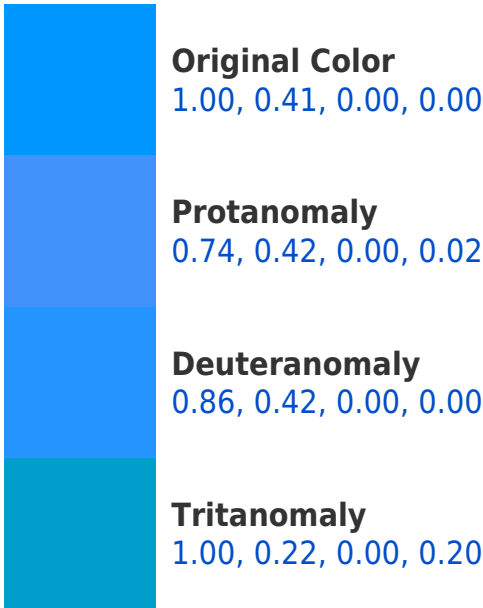 Original Color
1.00, 0.41, 0.00, 0.00
Protanomaly
0.74, 0.42, 0.00, 0.02
Deuteranomaly
0.86, 0.42, 0.00, 0.00
Tritanomaly
1.00, 0.22, 0.00, 0.20